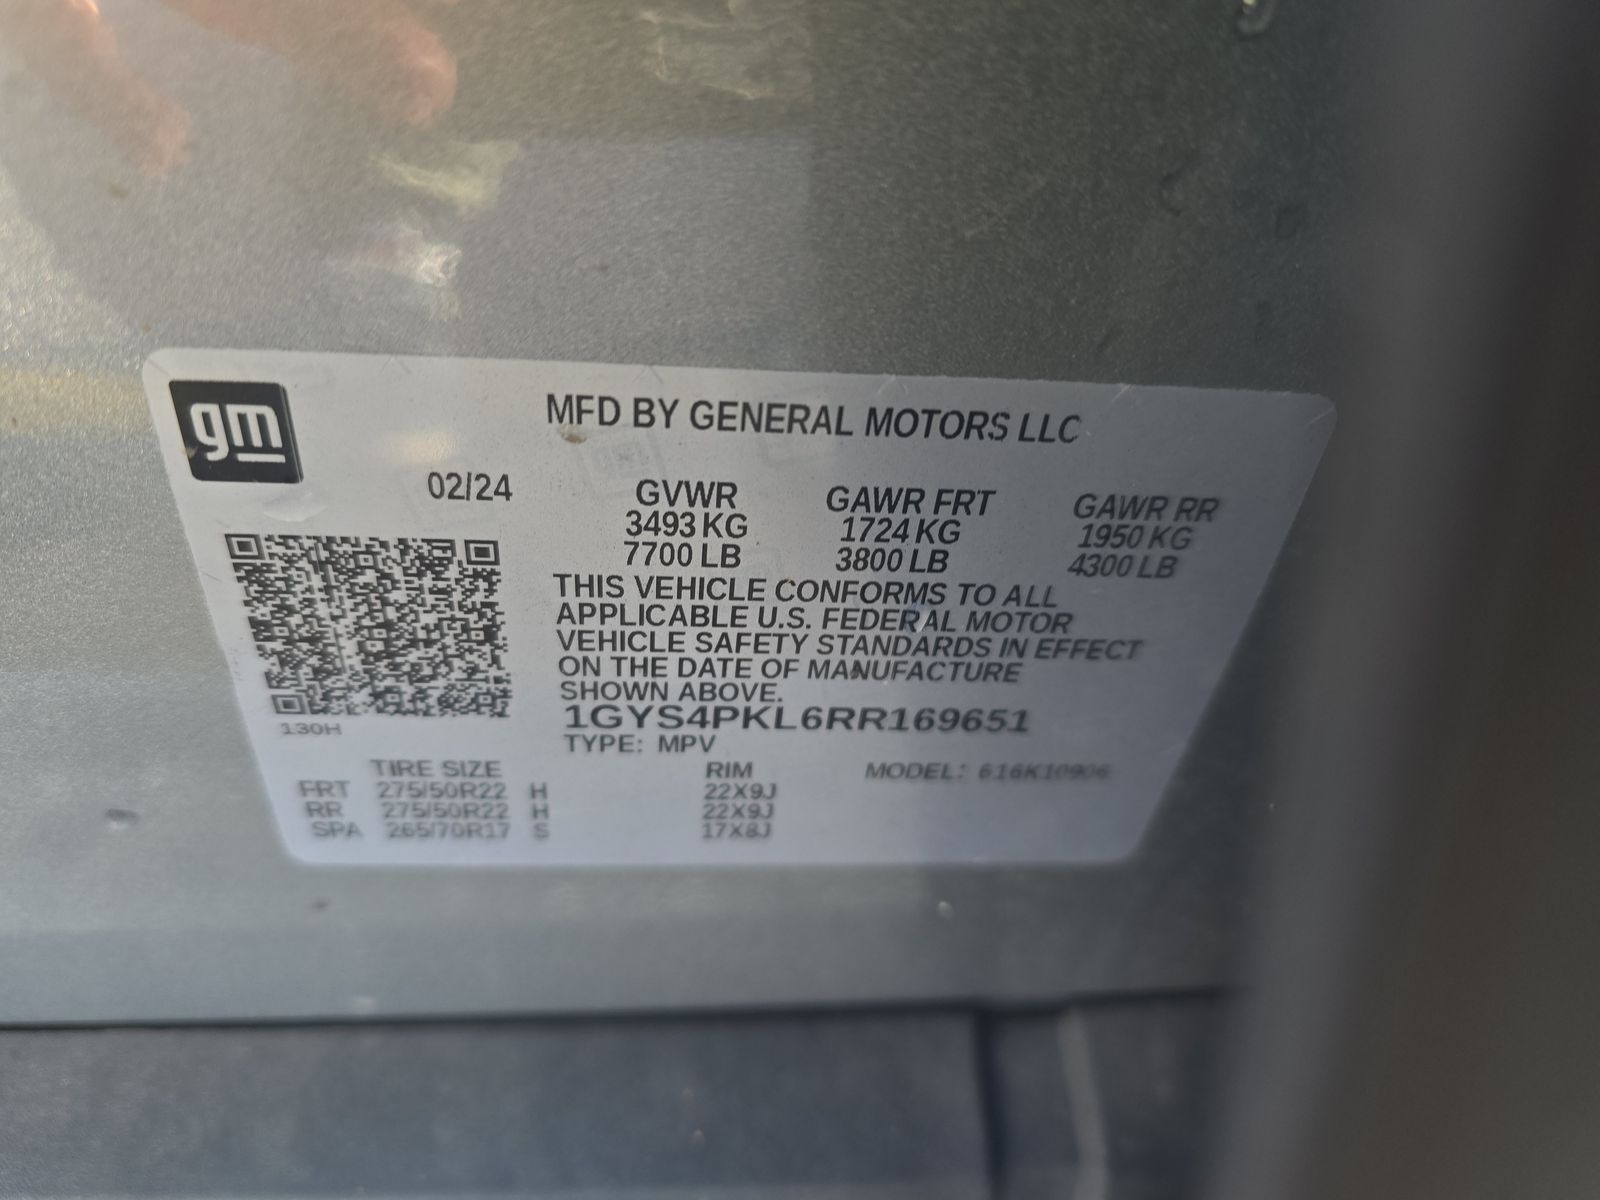 gm
MFD BY GENERAL MOTORS LLC
02/24 GVWR GAWR FRT GAWR RR
3493 KG 1724 KG 1950 KG
7700 LB 3800 LB 4300 LB
THIS VEHICLE CONFORMS TO ALL
APPLICABLE U.S. FEDERAL MOTOR
VEHICLE SAFETY STANDARDS IN EFFECT
ON THE DATE OF MANUFACTURE
SHOWN ABOVE.
130H
1GYS4PKL6RR169651
TYPE: MPV
TIRE SIZE RIM MODEL: 616K10906
FRT 275/50R22 H 22X9J
RR 275/50R22 H 22X9J
SPA 265/70R17 S 17X8J